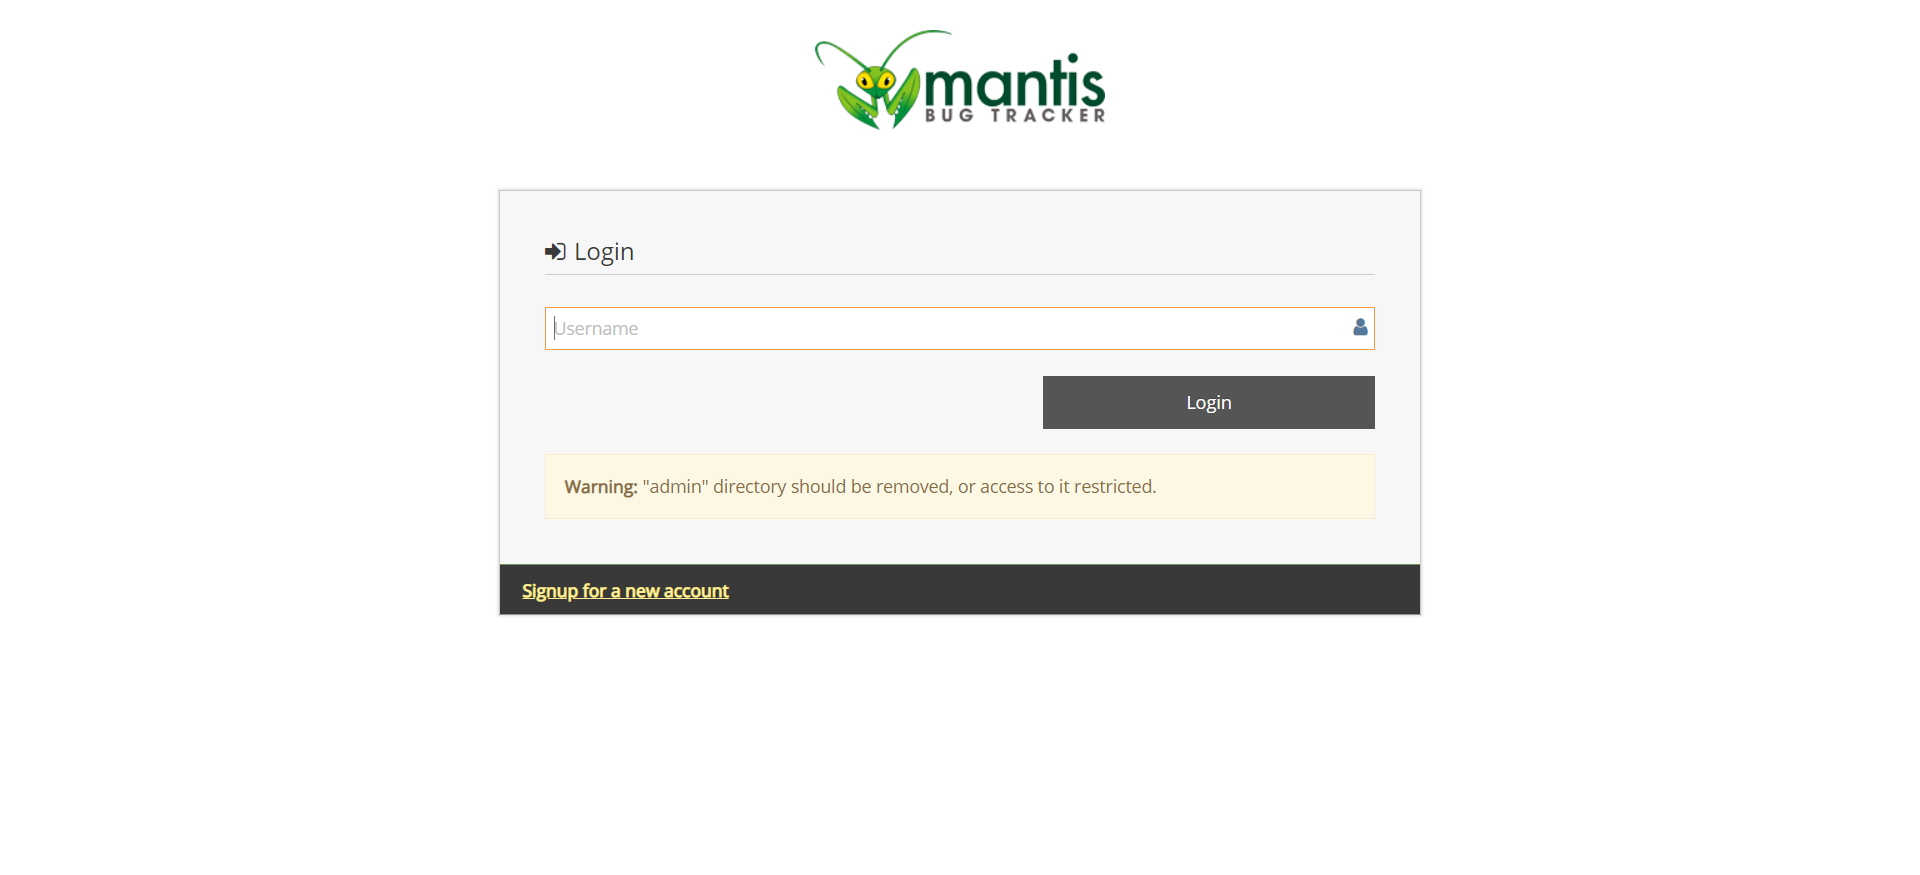 mantis
BUG TRACKER
Login
Username
Login
Warning: "admin" directory should be removed, or access to it restricted.
Signup for a new account